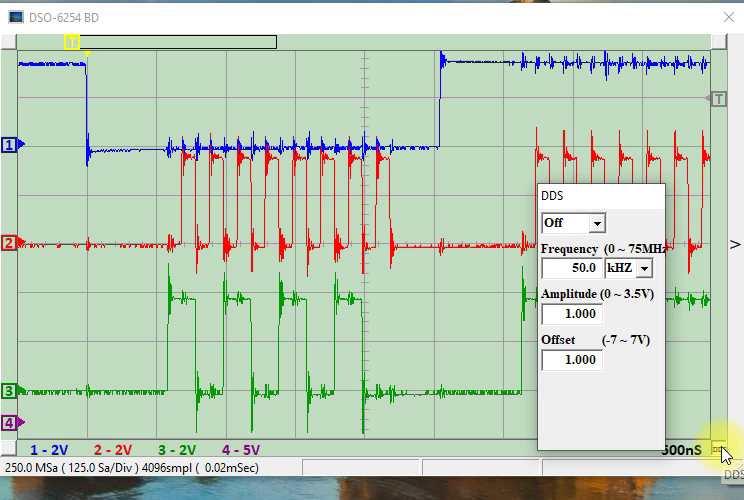 DSO-6254 BD
T
T
1
2
3
4
>
DDS
Off
Frequency (0 ~ 75MHz
50.0 kHZ
Amplitude (0 ~ 3.5V)
1.000
Offset (-7 ~ 7V)
1.000
1 - 2V 2 - 2V 3 - 2V 4 - 5V 500nS
250.0 MSa ( 125.0 Sa/Div ) 4096smpl ( 0.02mSec)
DDS